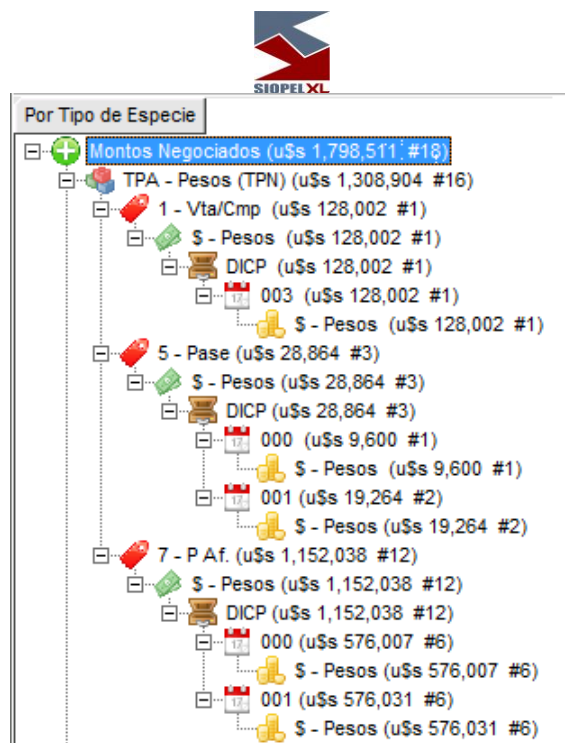 SIOPELXL
Por Tipo de Especie
Montos Negociados (u$s 1,798,511 #18)
TPA - Pesos (TPN) (u$s 1,308,904 #16)
1 - Vta/Cmp (u$s 128,002 #1)
$ - Pesos (u$s 128,002 #1)
DICP (u$s 128,002 #1)
003 (u$s 128,002 #1)
$ - Pesos (u$s 128,002 #1)
5 - Pase (u$s 28,864 #3)
$ - Pesos (u$s 28,864 #3)
DICP (u$s 28,864 #3)
000 (u$s 9,600 #1)
$ - Pesos (u$s 9,600 #1)
001 (u$s 19,264 #2)
$ - Pesos (u$s 19,264 #2)
7 - P Af. (u$s 1,152,038 #12)
$ - Pesos (u$s 1,152,038 #12)
DICP (u$s 1,152,038 #12)
000 (u$s 576,007 #6)
$ - Pesos (u$s 576,007 #6)
001 (u$s 576,031 #6)
$ - Pesos (u$s 576,031 #6)